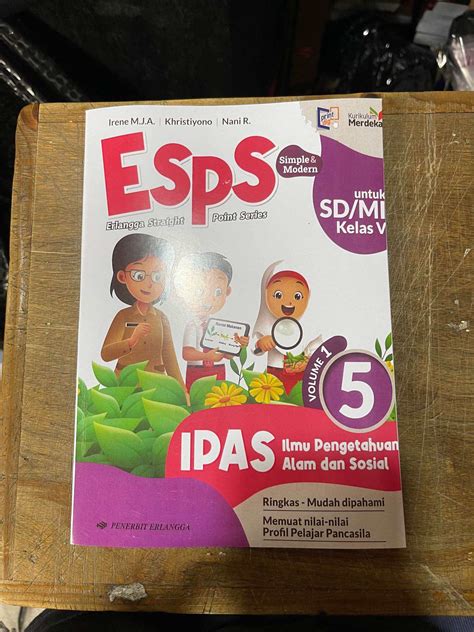 Irene M.J.A. | Khristiyono | Nani R.
print
Kurikulum
Merdeka
ESPS
Simple &
Modern
Erlangga Straight Point Series
untuk
SD/MI
Kelas V
VOLUME 1
5
IPAS
Ilmu Pengetahuan
Alam dan Sosial
Ringkas - Mudah dipahami
Memuat nilai-nilai
Profil Pelajar Pancasila
PENERBIT ERLANGGA